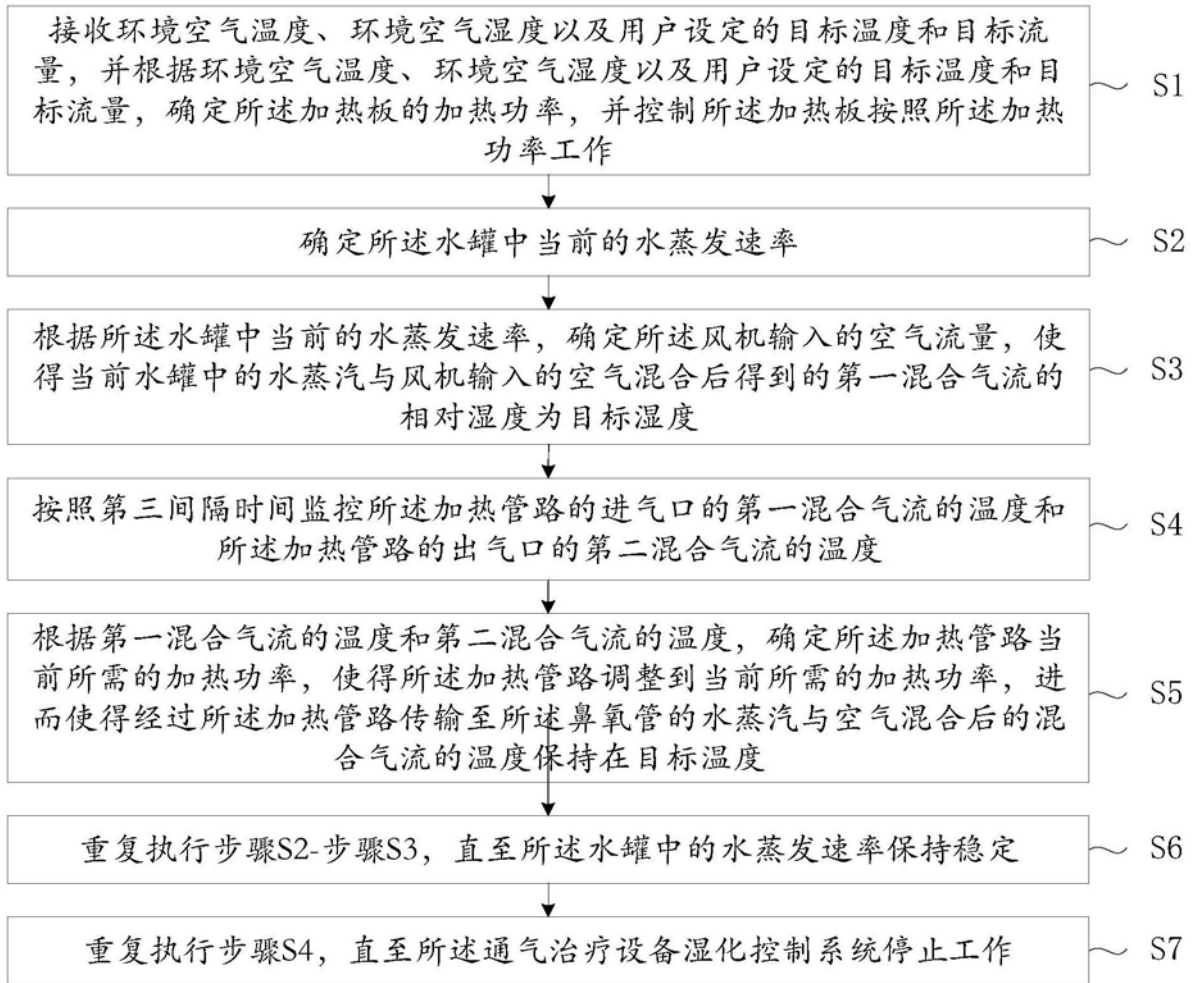 接收环境空气温度、环境空气湿度以及用户设定的目标温度和目标流
量，并根据环境空气温度、环境空气湿度以及用户设定的目标温度和目
标流量，确定所述加热板的加热功率，并控制所述加热板按照所述加热
功率工作
S1
确定所述水罐中当前的水蒸发速率
S2
根据所述水罐中当前的水蒸发速率，确定所述风机输入的空气流量，使
得当前水罐中的水蒸汽与风机输入的空气混合后得到的第一混合气流的
相对湿度为目标湿度
S3
按照第三间隔时间监控所述加热管路的进气口的第一混合气流的温度和
所述加热管路的出气口的第二混合气流的温度
S4
根据第一混合气流的温度和第二混合气流的温度，确定所述加热管路当
前所需的加热功率，使得所述加热管路调整到当前所需的加热功率，进
而使得经过所述加热管路传输至所述鼻氧管的水蒸汽与空气混合后的混
合气流的温度保持在目标温度
S5
重复执行步骤S2-步骤S3，直至所述水罐中的水蒸发速率保持稳定
S6
重复执行步骤S4，直至所述通气治疗设备湿化控制系统停止工作
S7